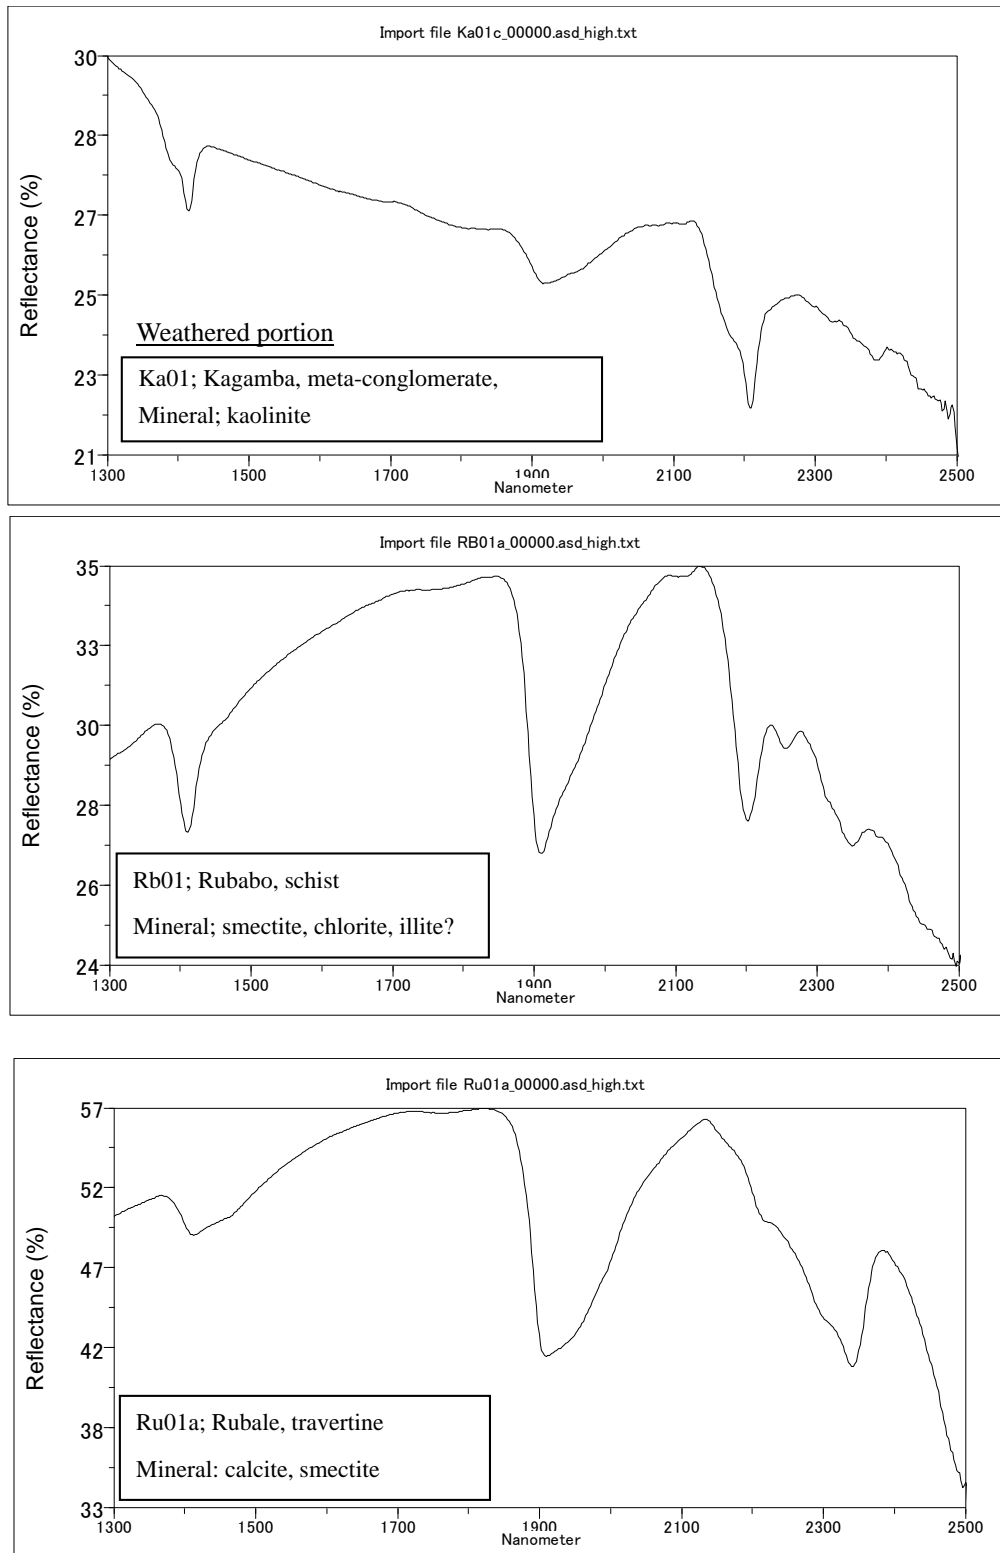 Import file Ka01c_00000.asd_high.txt
Reflectance (%)
30
28
27
25
23
21
Weathered portion
Ka01; Kagamba, meta-conglomerate,
Mineral; kaolinite
1300 1500 1700 1900 2100 2300 2500
Nanometer
Import file RB01a_00000.asd_high.txt
Reflectance (%)
35
33
30
28
26
24
Rb01; Rubabo, schist
Mineral; smectite, chlorite, illite?
1300 1500 1700 1900 2100 2300 2500
Nanometer
Import file Ru01a_00000.asd_high.txt
Reflectance (%)
57
52
47
42
38
33
Ru01a; Rubale, travertine
Mineral: calcite, smectite
1300 1500 1700 1900 2100 2300 2500
Nanometer